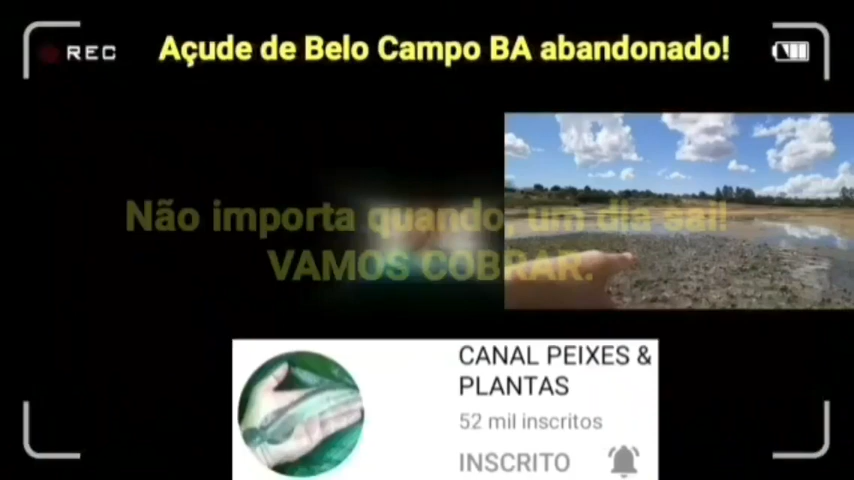 REC
Açude de Belo Campo BA abandonado!
Não importa quando, um dia sai!
VAMOS COBRAR.
CANAL PEIXES &
PLANTAS
52 mil inscritos
INSCRITO